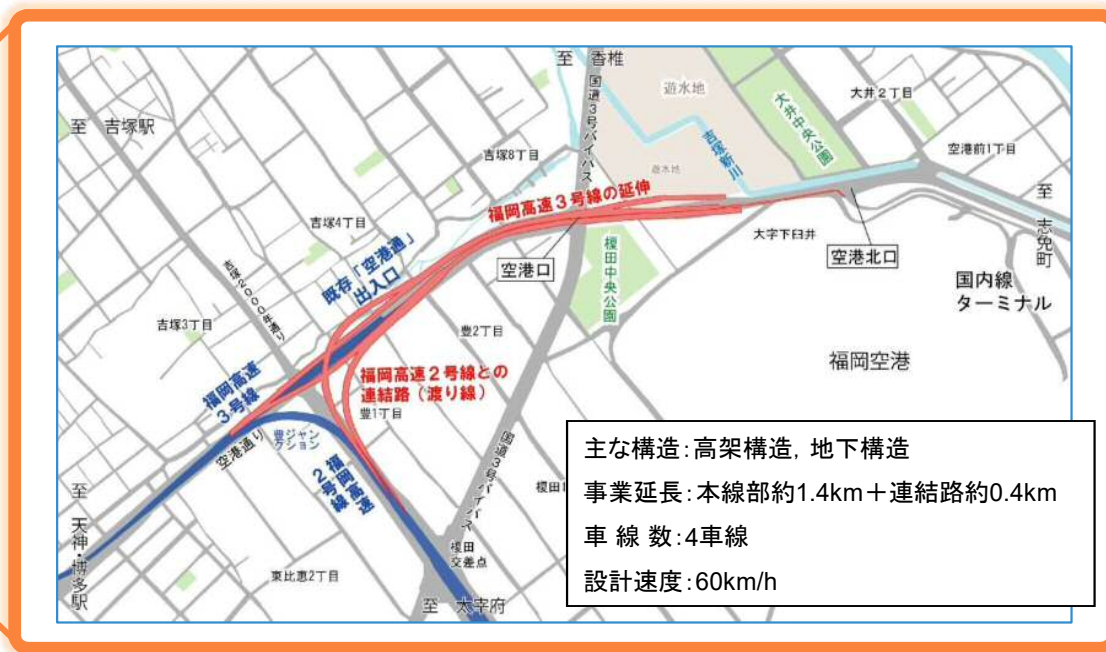 至 香椎
国道3号バイパス
遊水地
大井中央公園
大井2丁目
至 吉塚駅
吉塚8丁目
吉塚新川
空港前1丁目
遊水地
至 志免町
福岡高速3号線の延伸
吉塚4丁目
大字下臼井
既存「空港通」
出入口
空港口
榎田中央公園
空港北口
吉塚2000年通り
国内線
ターミナル
吉塚3丁目
豊2丁目
福岡空港
福岡高速
3号線
福岡高速2号線との
連結路(渡り線)
豊1丁目
空港通り
豊ジャン
クション
福岡高速
2号線
国道3号バイパス
榎田1
至 天神・博多駅
榎田
交差点
東比恵2丁目
至 太宰府
主な構造:高架構造, 地下構造
事業延長:本線部約1.4km+連結路約0.4km
車 線 数:4車線
設計速度:60km/h